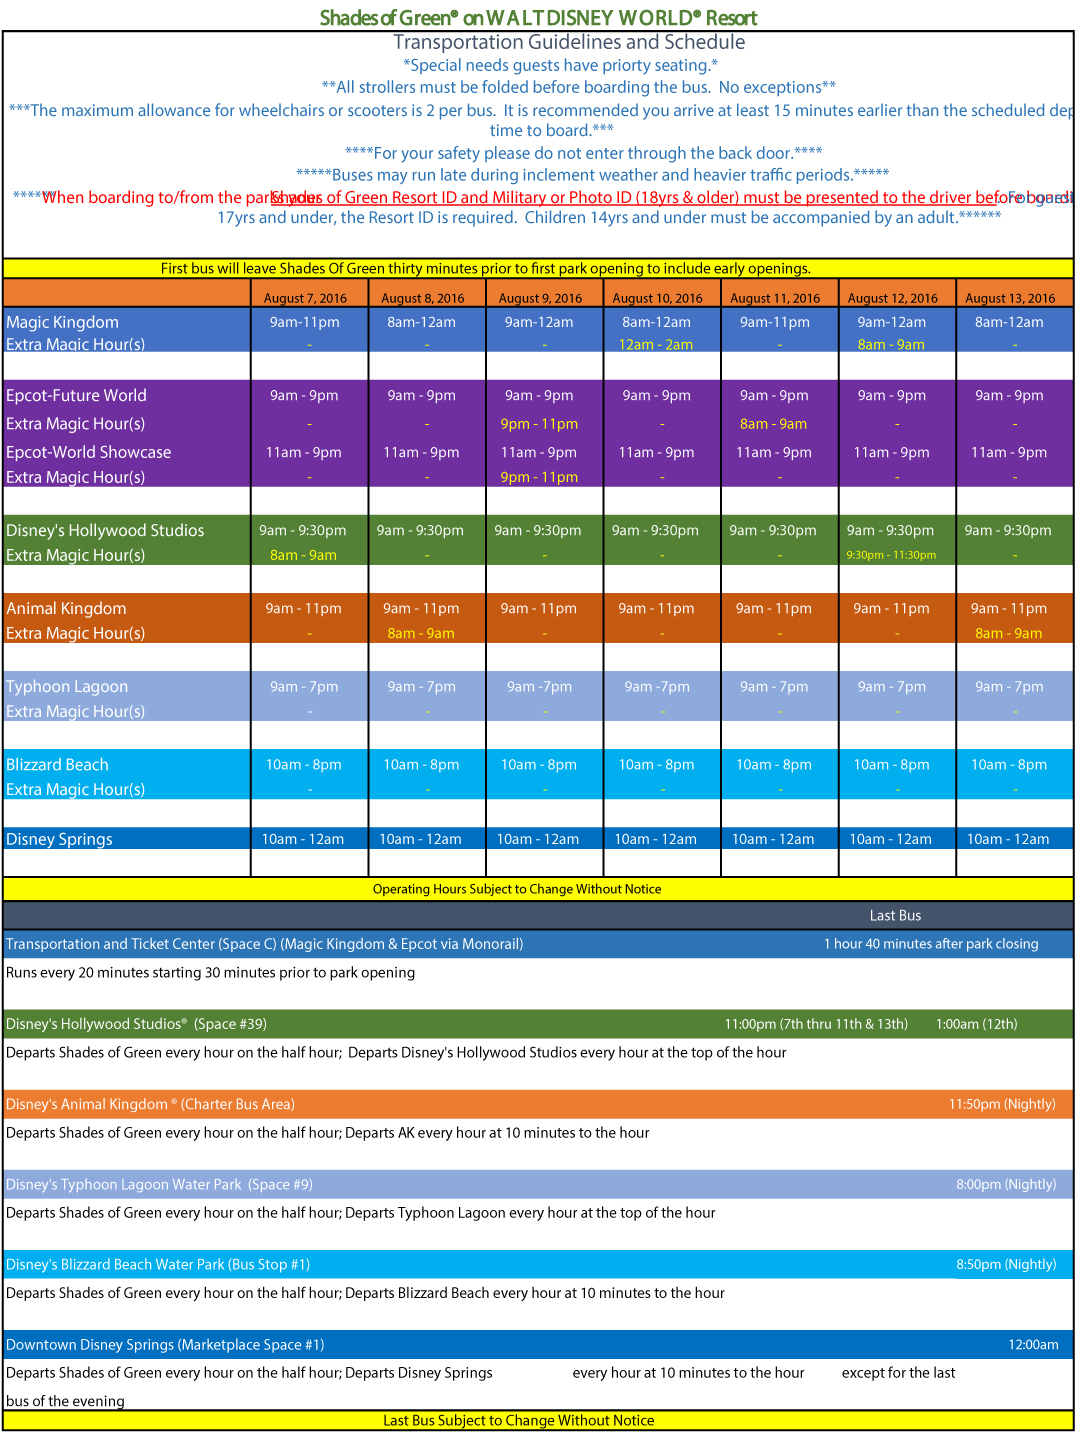 Shades of Green® on WALT DISNEY WORLD® Resort
Transportation Guidelines and Schedule
*Special needs guests have priorty seating.*
**All strollers must be folded before boarding the bus.  No exceptions**
***The maximum allowance for wheelchairs or scooters is 2 per bus.  It is recommended you arrive at least 15 minutes earlier than the scheduled
time to board.***
****For your safety please do not enter through the back door.****
*****Buses may run late during inclement weather and heavier traffic periods.*****
******When boarding to/from the parks your Shades of Green Resort ID and Military or Photo ID (18yrs & older) must be presented to the driver before
17yrs and under, the Resort ID is required.  Children 14yrs and under must be accompanied by an adult.******
First bus will leave Shades Of Green thirty minutes prior to first park opening to include early openings.
August 7, 2016 August 8, 2016 August 9, 2016 August 10, 2016 August 11, 2016 August 12, 2016 August 13, 2016
Magic Kingdom 9am-11pm 8am-12am 9am-12am 8am-12am 9am-11pm 9am-12am 8am-12am
Extra Magic Hour(s) - - - 12am - 2am - 8am - 9am -
Epcot-Future World 9am - 9pm 9am - 9pm 9am - 9pm 9am - 9pm 9am - 9pm 9am - 9pm 9am - 9pm
Extra Magic Hour(s) - - 9pm - 11pm - 8am - 9am - -
Epcot-World Showcase 11am - 9pm 11am - 9pm 11am - 9pm 11am - 9pm 11am - 9pm 11am - 9pm 11am - 9pm
Extra Magic Hour(s) - - 9pm - 11pm - - - -
Disney's Hollywood Studios 9am - 9:30pm 9am - 9:30pm 9am - 9:30pm 9am - 9:30pm 9am - 9:30pm 9am - 9:30pm 9am - 9:30pm
Extra Magic Hour(s) 8am - 9am - - - - 9:30pm - 11:30pm -
Animal Kingdom 9am - 11pm 9am - 11pm 9am - 11pm 9am - 11pm 9am - 11pm 9am - 11pm 9am - 11pm
Extra Magic Hour(s) - 8am - 9am - - - - 8am - 9am
Typhoon Lagoon 9am - 7pm 9am - 7pm 9am -7pm 9am -7pm 9am - 7pm 9am - 7pm 9am - 7pm
Extra Magic Hour(s) - - - - - - -
Blizzard Beach 10am - 8pm 10am - 8pm 10am - 8pm 10am - 8pm 10am - 8pm 10am - 8pm 10am - 8pm
Extra Magic Hour(s) - - - - - - -
Disney Springs 10am - 12am 10am - 12am 10am - 12am 10am - 12am 10am - 12am 10am - 12am 10am - 12am
Operating Hours Subject to Change Without Notice
Last Bus
Transportation and Ticket Center (Space C) (Magic Kingdom & Epcot via Monorail) 1 hour 40 minutes after park closing
Runs every 20 minutes starting 30 minutes prior to park opening
Disney's Hollywood Studios®  (Space #39) 11:00pm (7th thru 11th & 13th) 1:00am (12th)
Departs Shades of Green every hour on the half hour;  Departs Disney's Hollywood Studios every hour at the top of the hour
Disney's Animal Kingdom ® (Charter Bus Area) 11:50pm (Nightly)
Departs Shades of Green every hour on the half hour; Departs AK every hour at 10 minutes to the hour
Disney's Typhoon Lagoon Water Park  (Space #9) 8:00pm (Nightly)
Departs Shades of Green every hour on the half hour; Departs Typhoon Lagoon every hour at the top of the hour
Disney's Blizzard Beach Water Park (Bus Stop #1) 8:50pm (Nightly)
Departs Shades of Green every hour on the half hour; Departs Blizzard Beach every hour at 10 minutes to the hour
Downtown Disney Springs (Marketplace Space #1) 12:00am
Departs Shades of Green every hour on the half hour; Departs Disney Springs every hour at 10 minutes to the hour except for the last
bus of the evening
Last Bus Subject to Change Without Notice